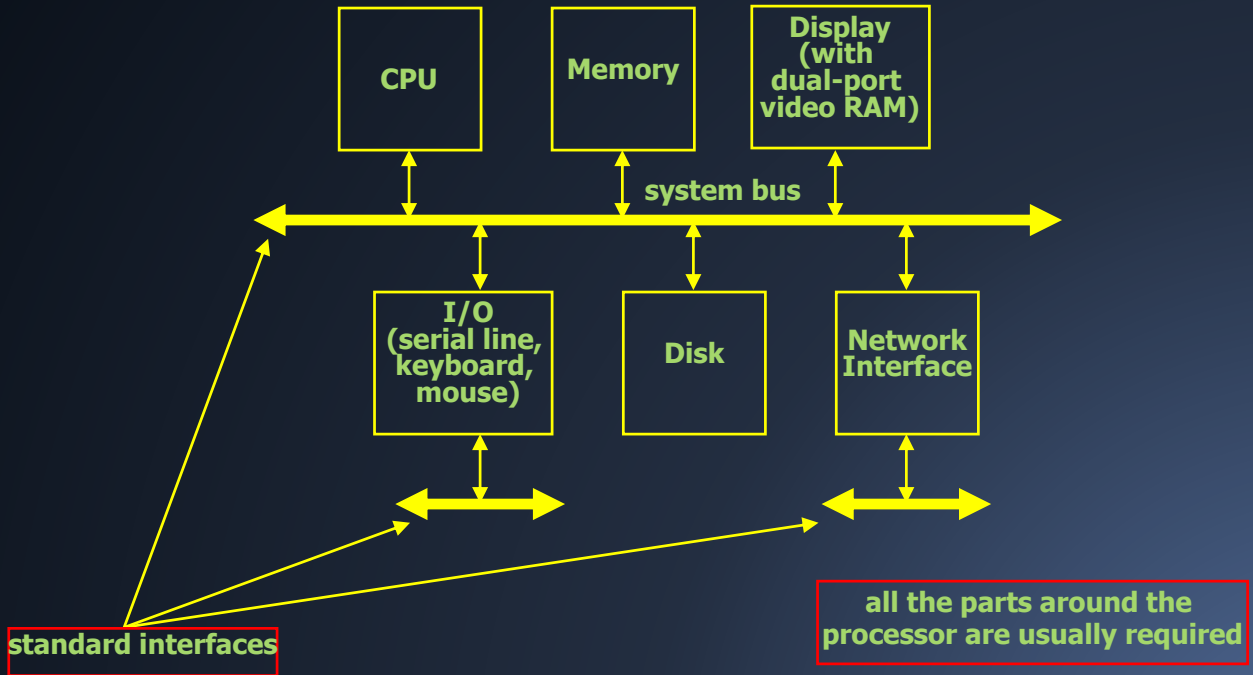 CPU
Memory
Display
(with
dual-port
video RAM)
system bus
I/O
(serial line,
keyboard,
mouse)
Disk
Network
Interface
standard interfaces
all the parts around the
processor are usually required